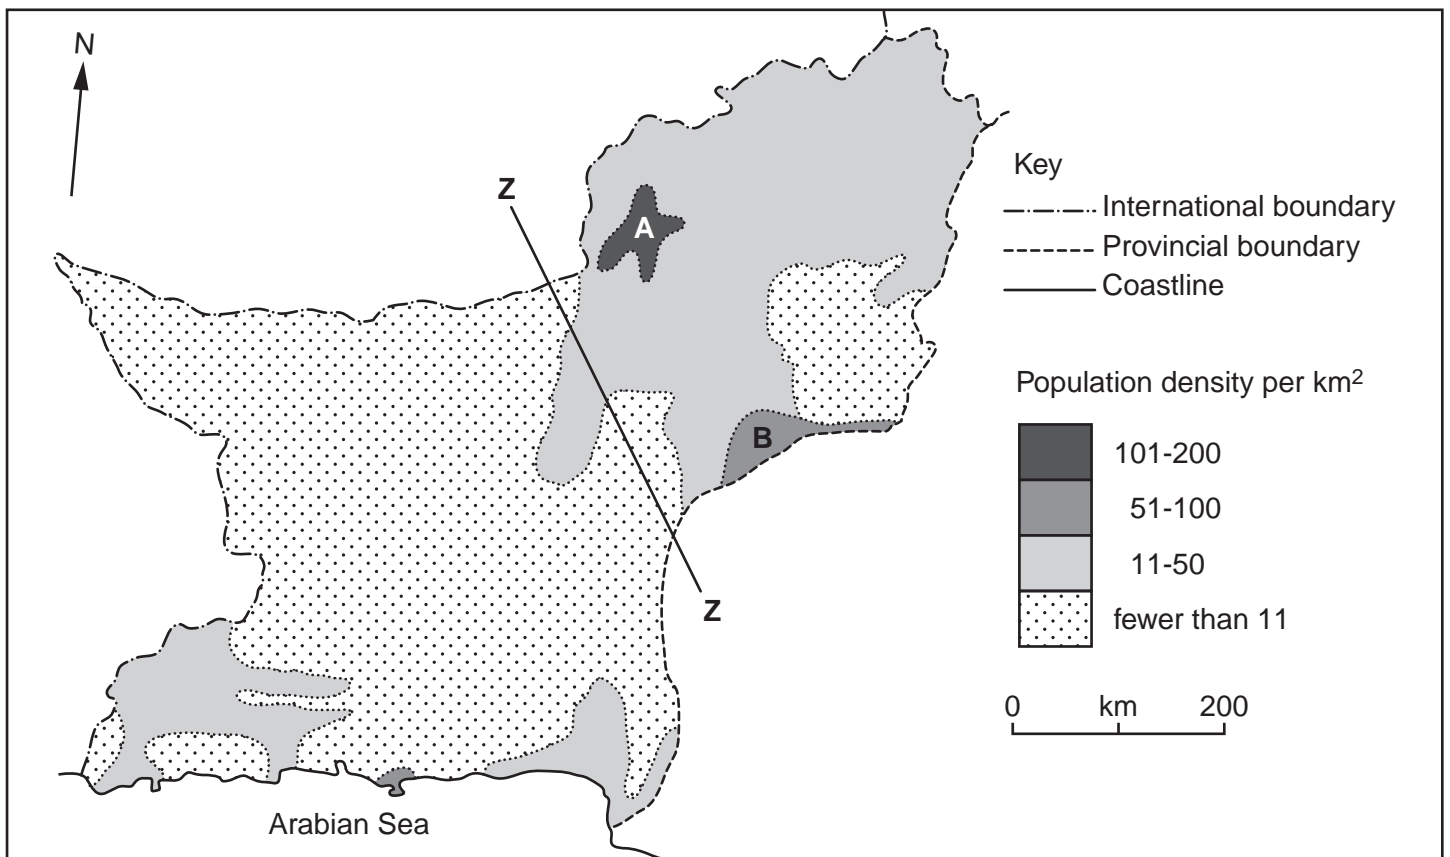 N
Z
A
B
Z
Arabian Sea
Key
International boundary
Provincial boundary
Coastline
Population density per km²
101-200
51-100
11-50
fewer than 11
0 km 200